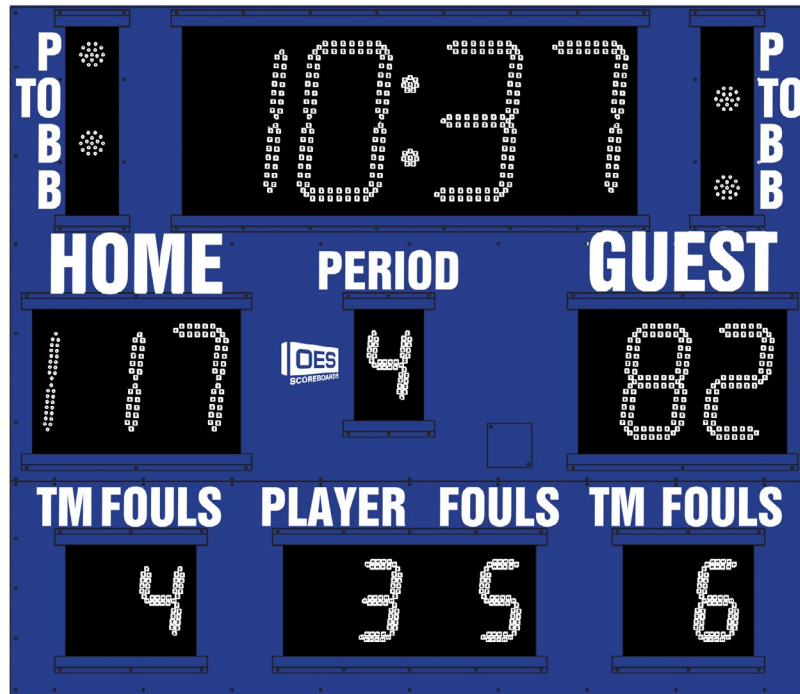 P
TO
B
B
10:37
P
TO
B
B
HOME
PERIOD
GUEST
117
OES
SCOREBOARDS
4
82
TM FOULS
PLAYER FOULS
TM FOULS
4
3 5
6